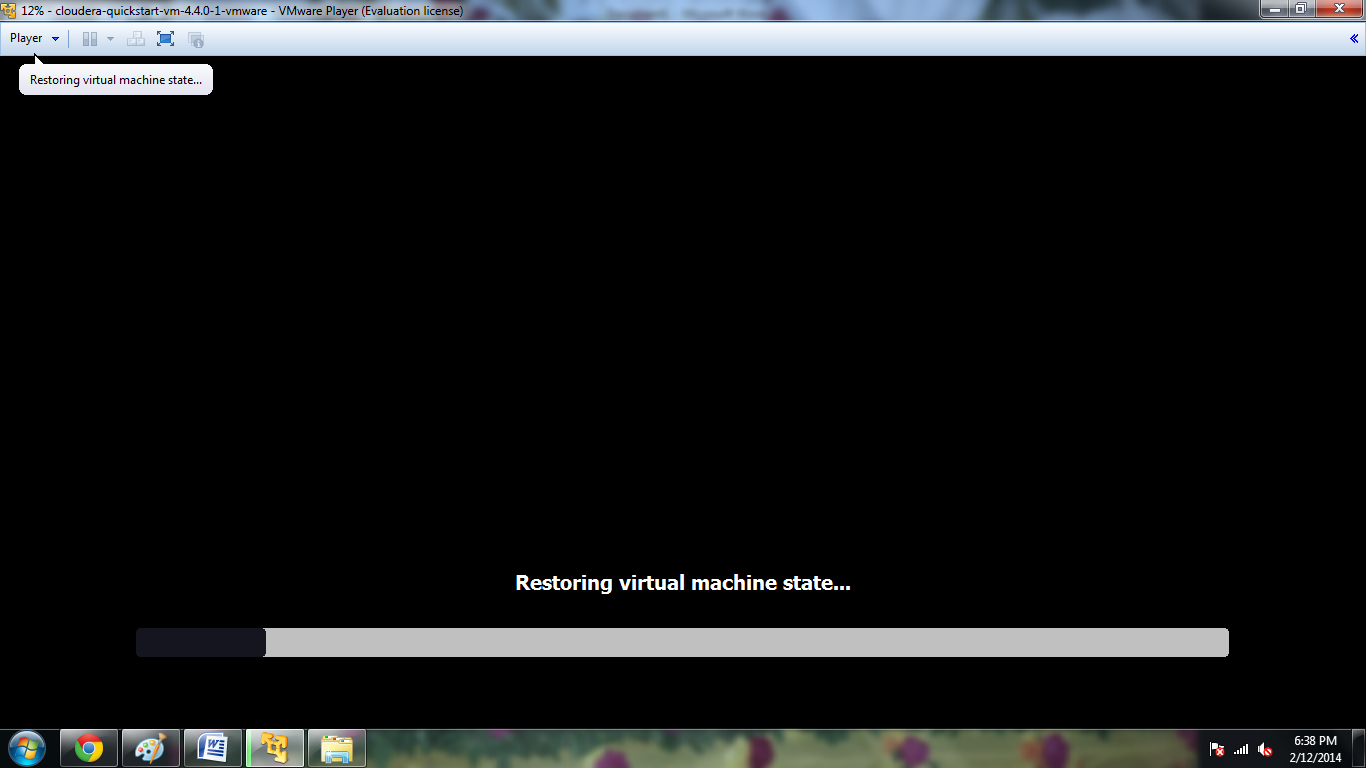 12% - cloudera-quickstart-vm-4.4.0-1-vmware - VMware Player (Evaluation license)
Player
Restoring virtual machine state...
Restoring virtual machine state...
6:38 PM
2/12/2014